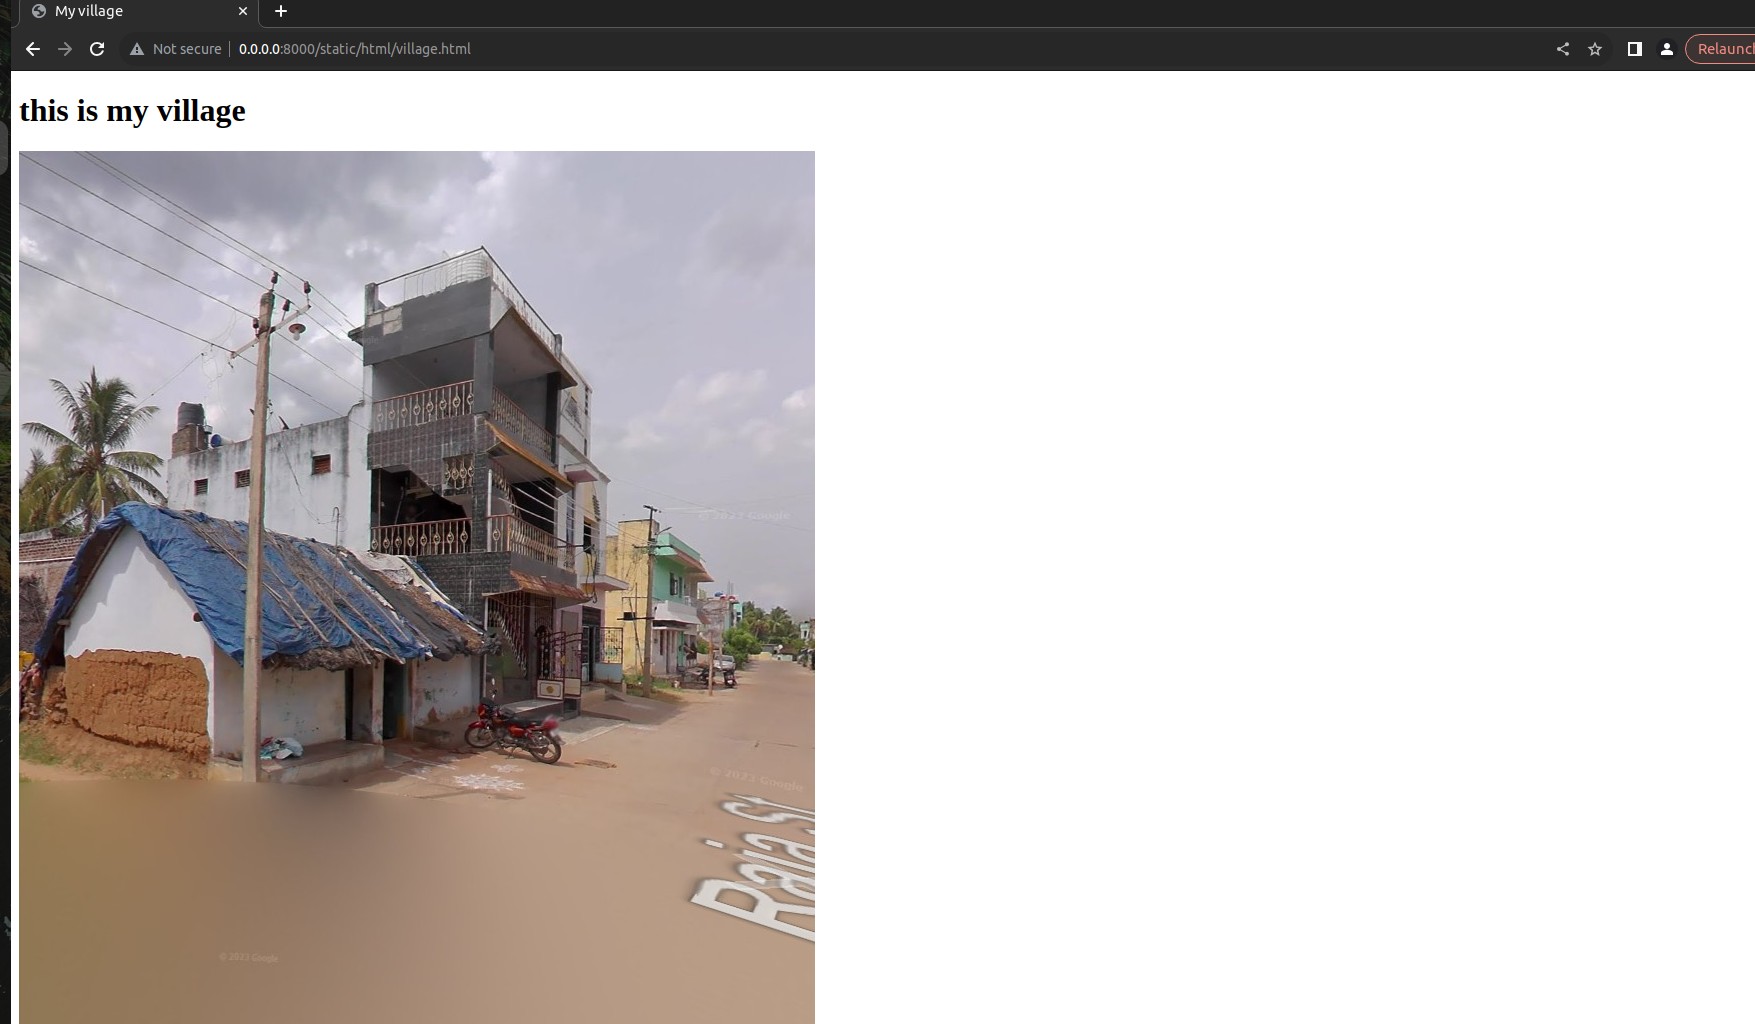 My village
Not secure
0.0.0.0:8000/static/html/village.html
Relaunch
this is my village
© 2023 Google
© 2023 Google
Raja St
© 2023 Google